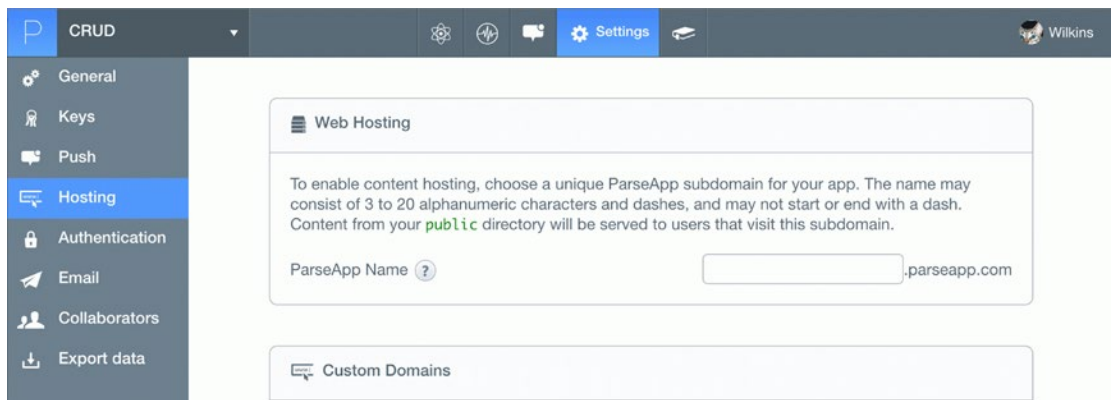 P CRUD Settings Wilkins
General
Keys
Push
Hosting
Authentication
Email
Collaborators
Export data
Web Hosting
To enable content hosting, choose a unique ParseApp subdomain for your app. The name may
consist of 3 to 20 alphanumeric characters and dashes, and may not start or end with a dash.
Content from your public directory will be served to users that visit this subdomain.
ParseApp Name ? .parseapp.com
Custom Domains